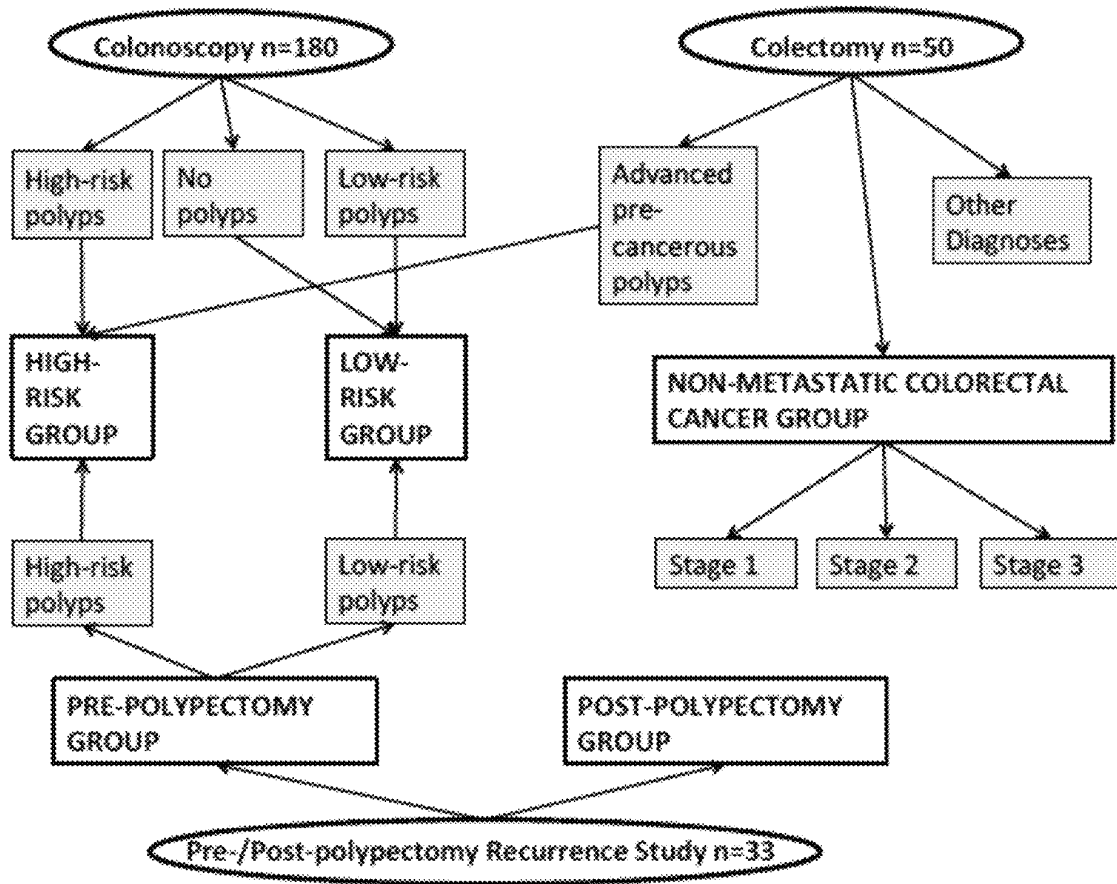 Colonoscopy n=180
Colectomy n=50
High-risk
polyps
No
polyps
Low-risk
polyps
Advanced
pre-
cancerous
polyps
Other
Diagnoses
HIGH-
RISK
GROUP
LOW-
RISK
GROUP
NON-METASTATIC COLORECTAL
CANCER GROUP
High-risk
polyps
Low-risk
polyps
Stage 1
Stage 2
Stage 3
PRE-POLYPECTOMY
GROUP
POST-POLYPECTOMY
GROUP
Pre-/Post-polypectomy Recurrence Study n=33